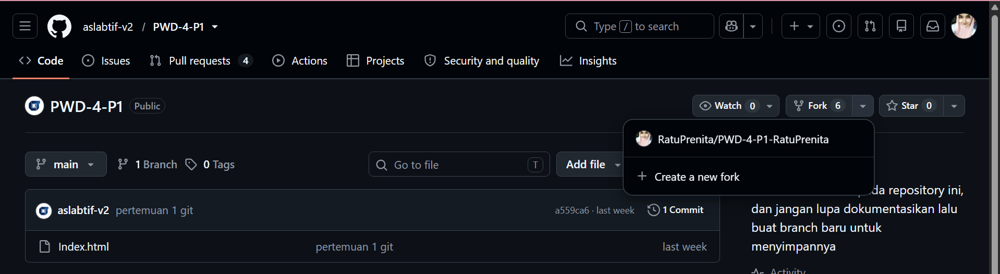 aslabtif-v2 / PWD-4-P1
Type / to search
Code
Issues
Pull requests 4
Actions
Projects
Security and quality
Insights
PWD-4-P1 Public
Watch 0
Fork 6
Star 0
RatuPrenita/PWD-4-P1-RatuPrenita
Create a new fork
main
1 Branch
0 Tags
Go to file T
Add file
aslabtif-v2 pertemuan 1 git
a559ca6 · last week
1 Commit
Index.html pertemuan 1 git last week
repository ini,
dan jangan lupa dokumentasikan lalu
buat branch baru untuk
menyimpannya
Activity